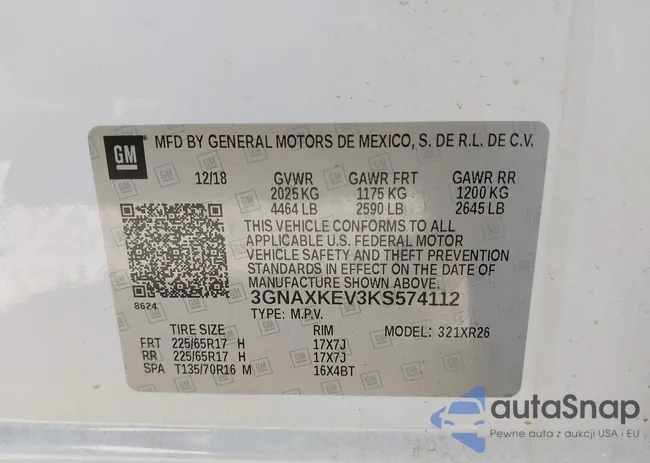 GM
MFD BY GENERAL MOTORS DE MEXICO, S. DE R.L. DE C.V.
12/18 GVWR GAWR FRT GAWR RR
2025 KG 1175 KG 1200 KG
4464 LB 2590 LB 2645 LB
THIS VEHICLE CONFORMS TO ALL
APPLICABLE U.S. FEDERAL MOTOR
VEHICLE SAFETY AND THEFT PREVENTION
STANDARDS IN EFFECT ON THE DATE OF
MANUFACTURE SHOWN ABOVE.
8624
3GNAXKEV3KS574112
TYPE: M.P.V.
TIRE SIZE RIM MODEL: 321XR26
FRT 225/65R17 H 17X7J
RR 225/65R17 H 17X7J
SPA T135/70R16 M 16X4BT
autaSnap
Pewne auta z aukcji USA i EU